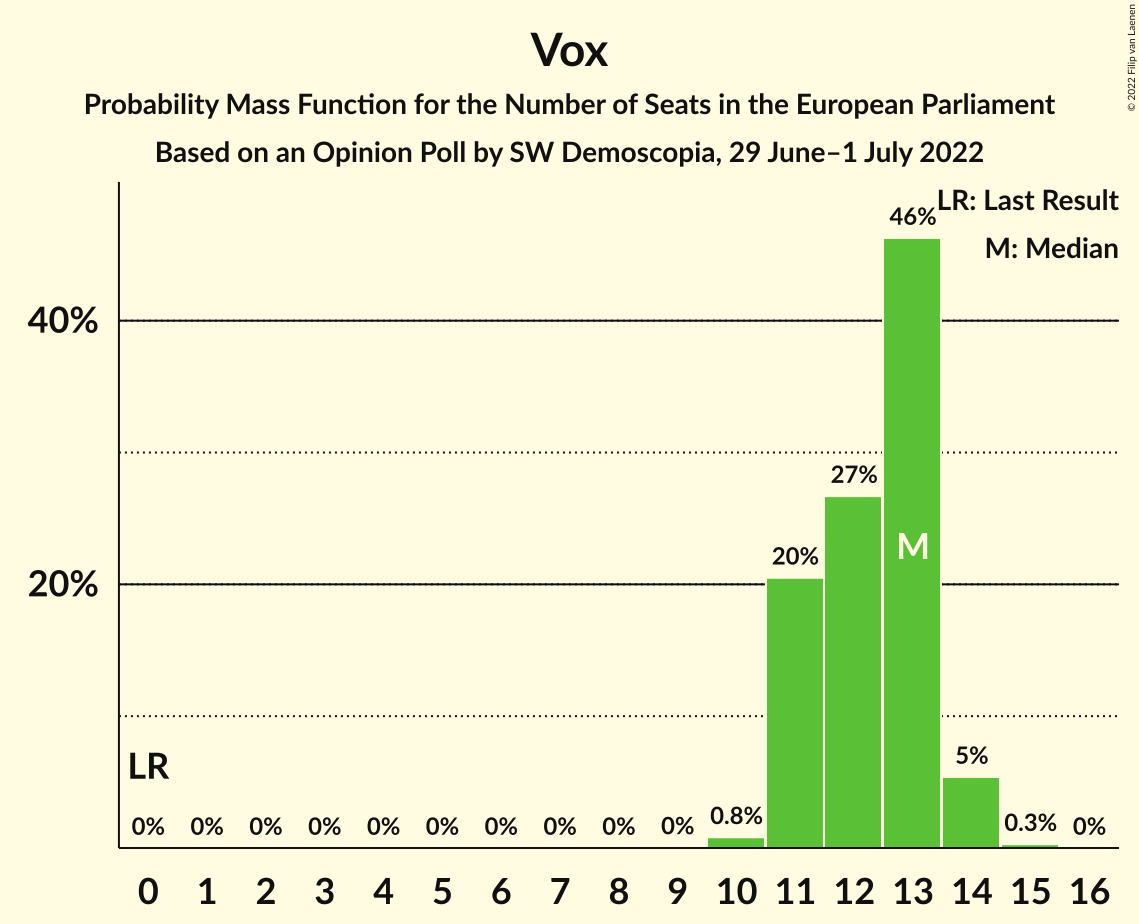 Vox
Probability Mass Function for the Number of Seats in the European Parliament
Based on an Opinion Poll by SW Demoscopia, 29 June–1 July 2022
© 2022 Filip van Laenen
LR: Last Result
M: Median
46%
40%
27%
M
20%
20%
LR
5%
0% 0% 0% 0% 0% 0% 0% 0% 0% 0% 0.8% 0.3% 0%
0 1 2 3 4 5 6 7 8 9 10 11 12 13 14 15 16